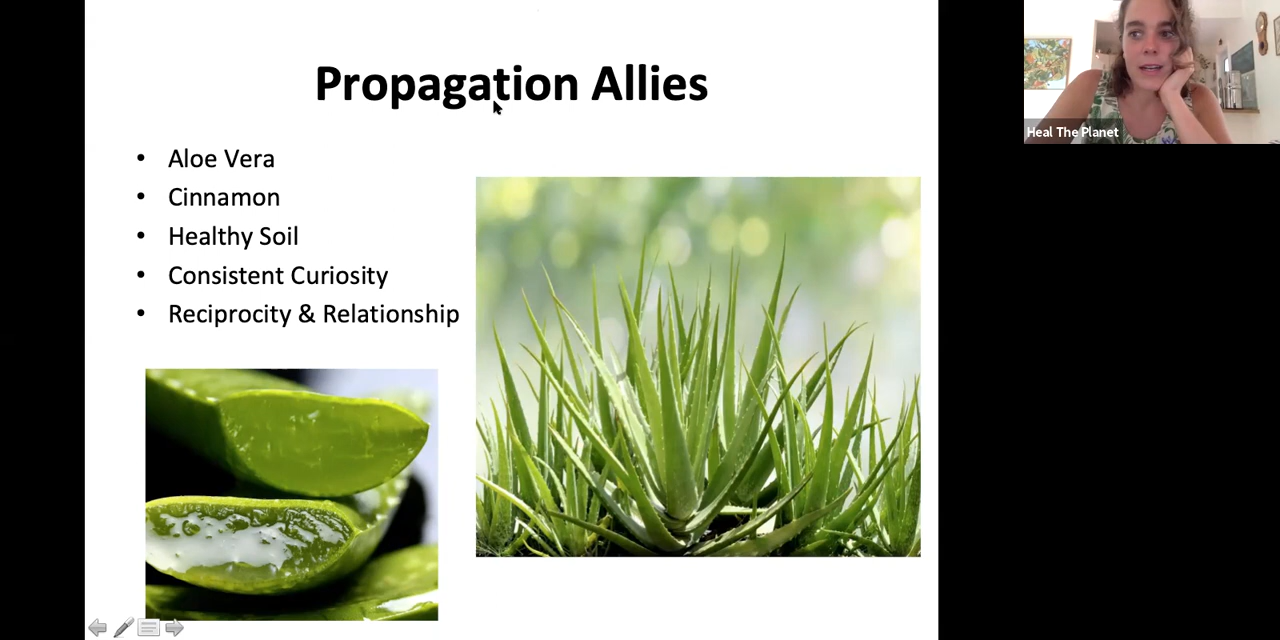 Propagation Allies
• Aloe Vera
• Cinnamon
• Healthy Soil
• Consistent Curiosity
• Reciprocity & Relationship
Heal The Planet